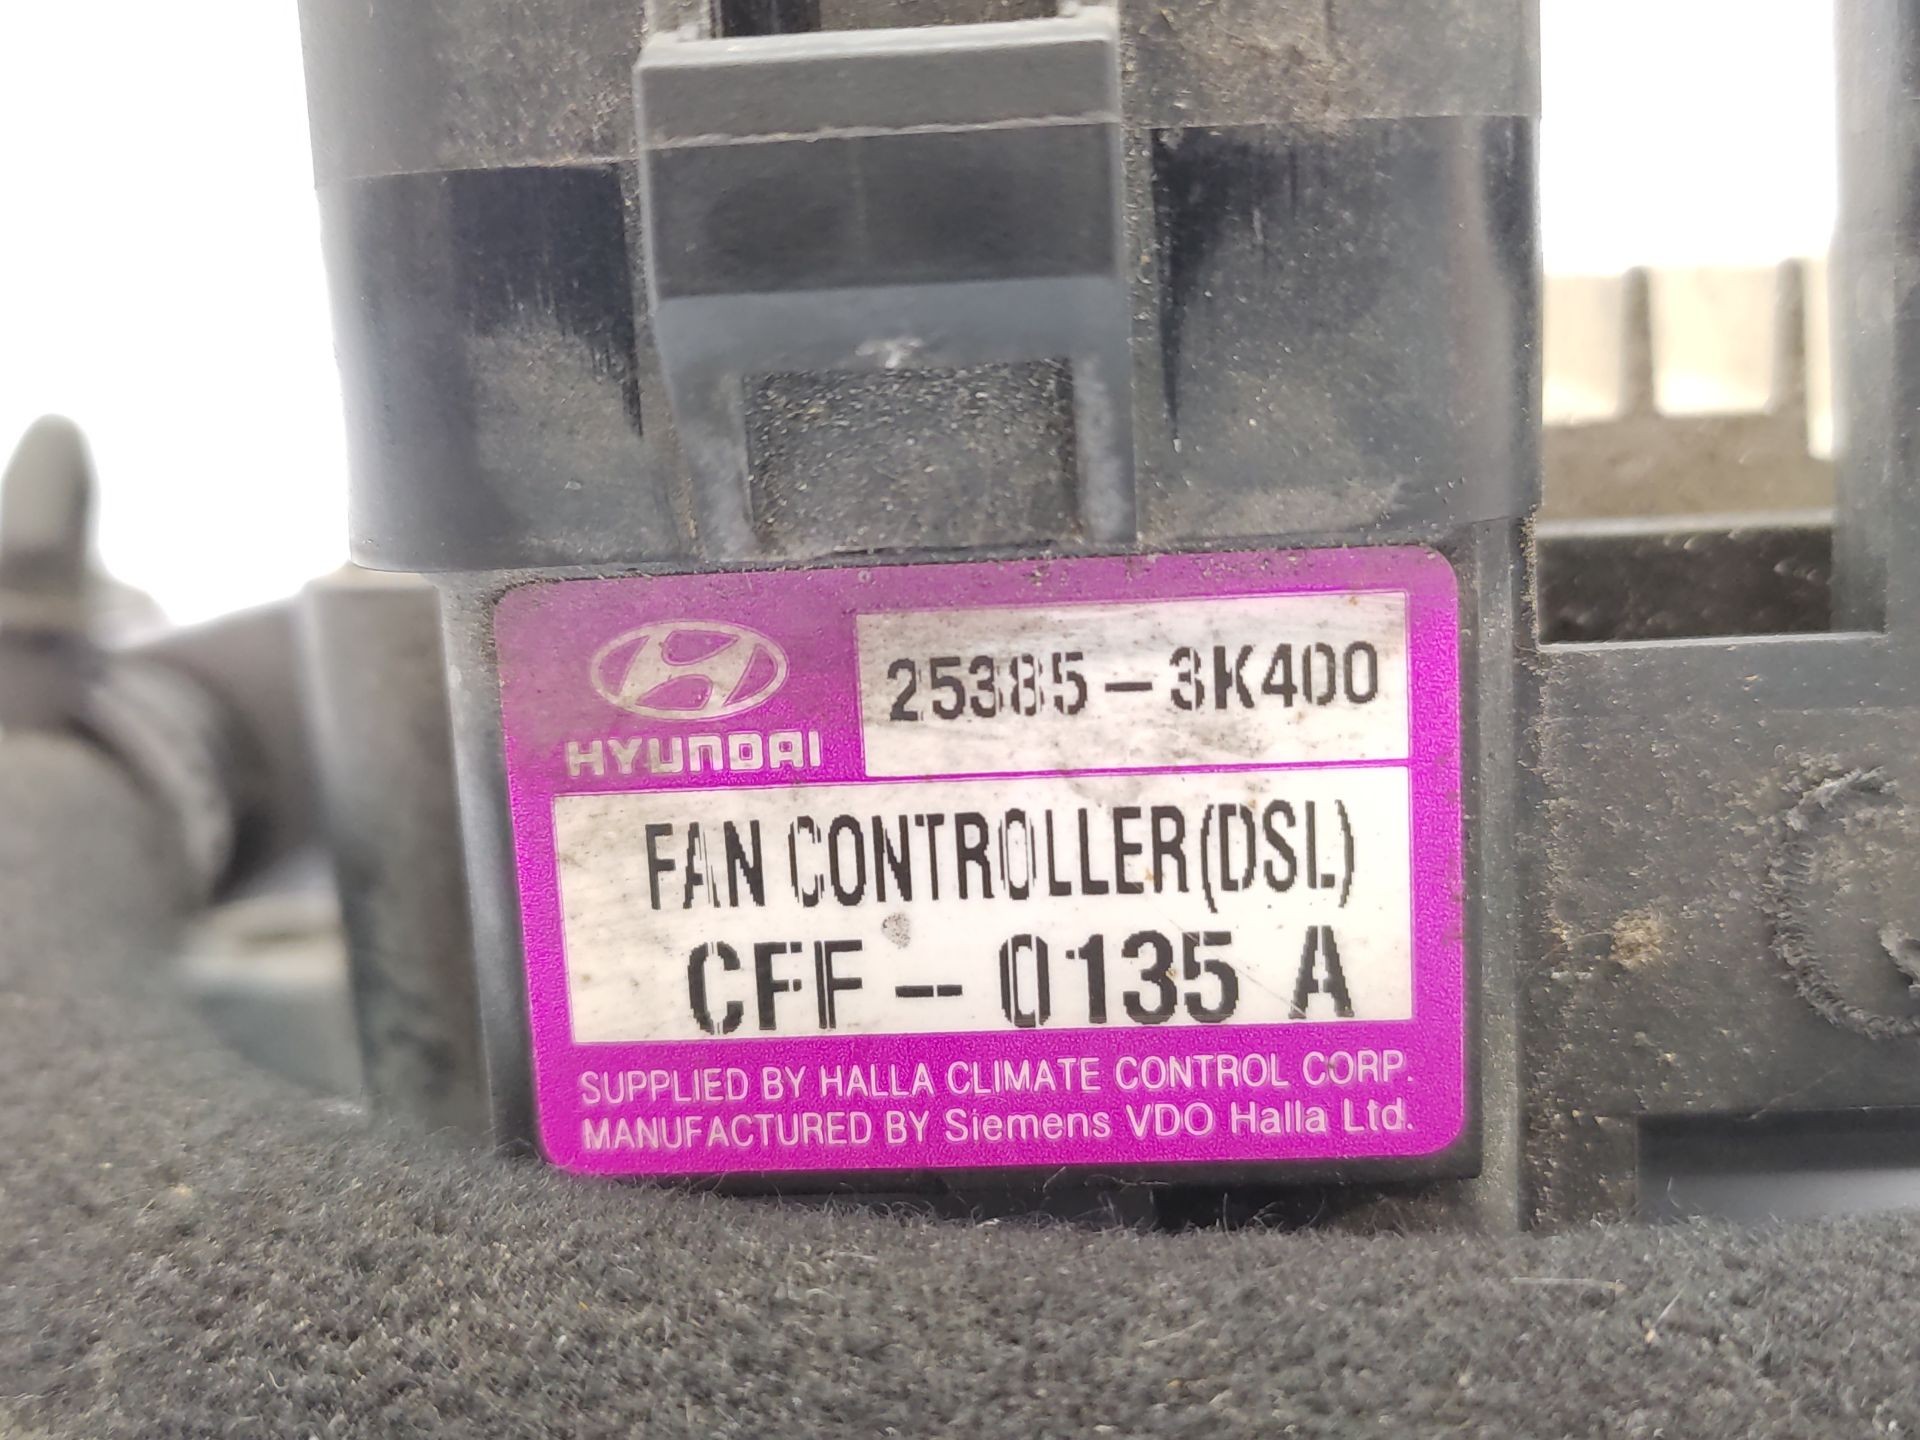 25385-3K400
HYUNDAI
FAN CONTROLLER(DSL)
CFF-0135 A
SUPPLIED BY HALLA CLIMATE CONTROL CORP.
MANUFACTURED BY Siemens VDO Halla Ltd.